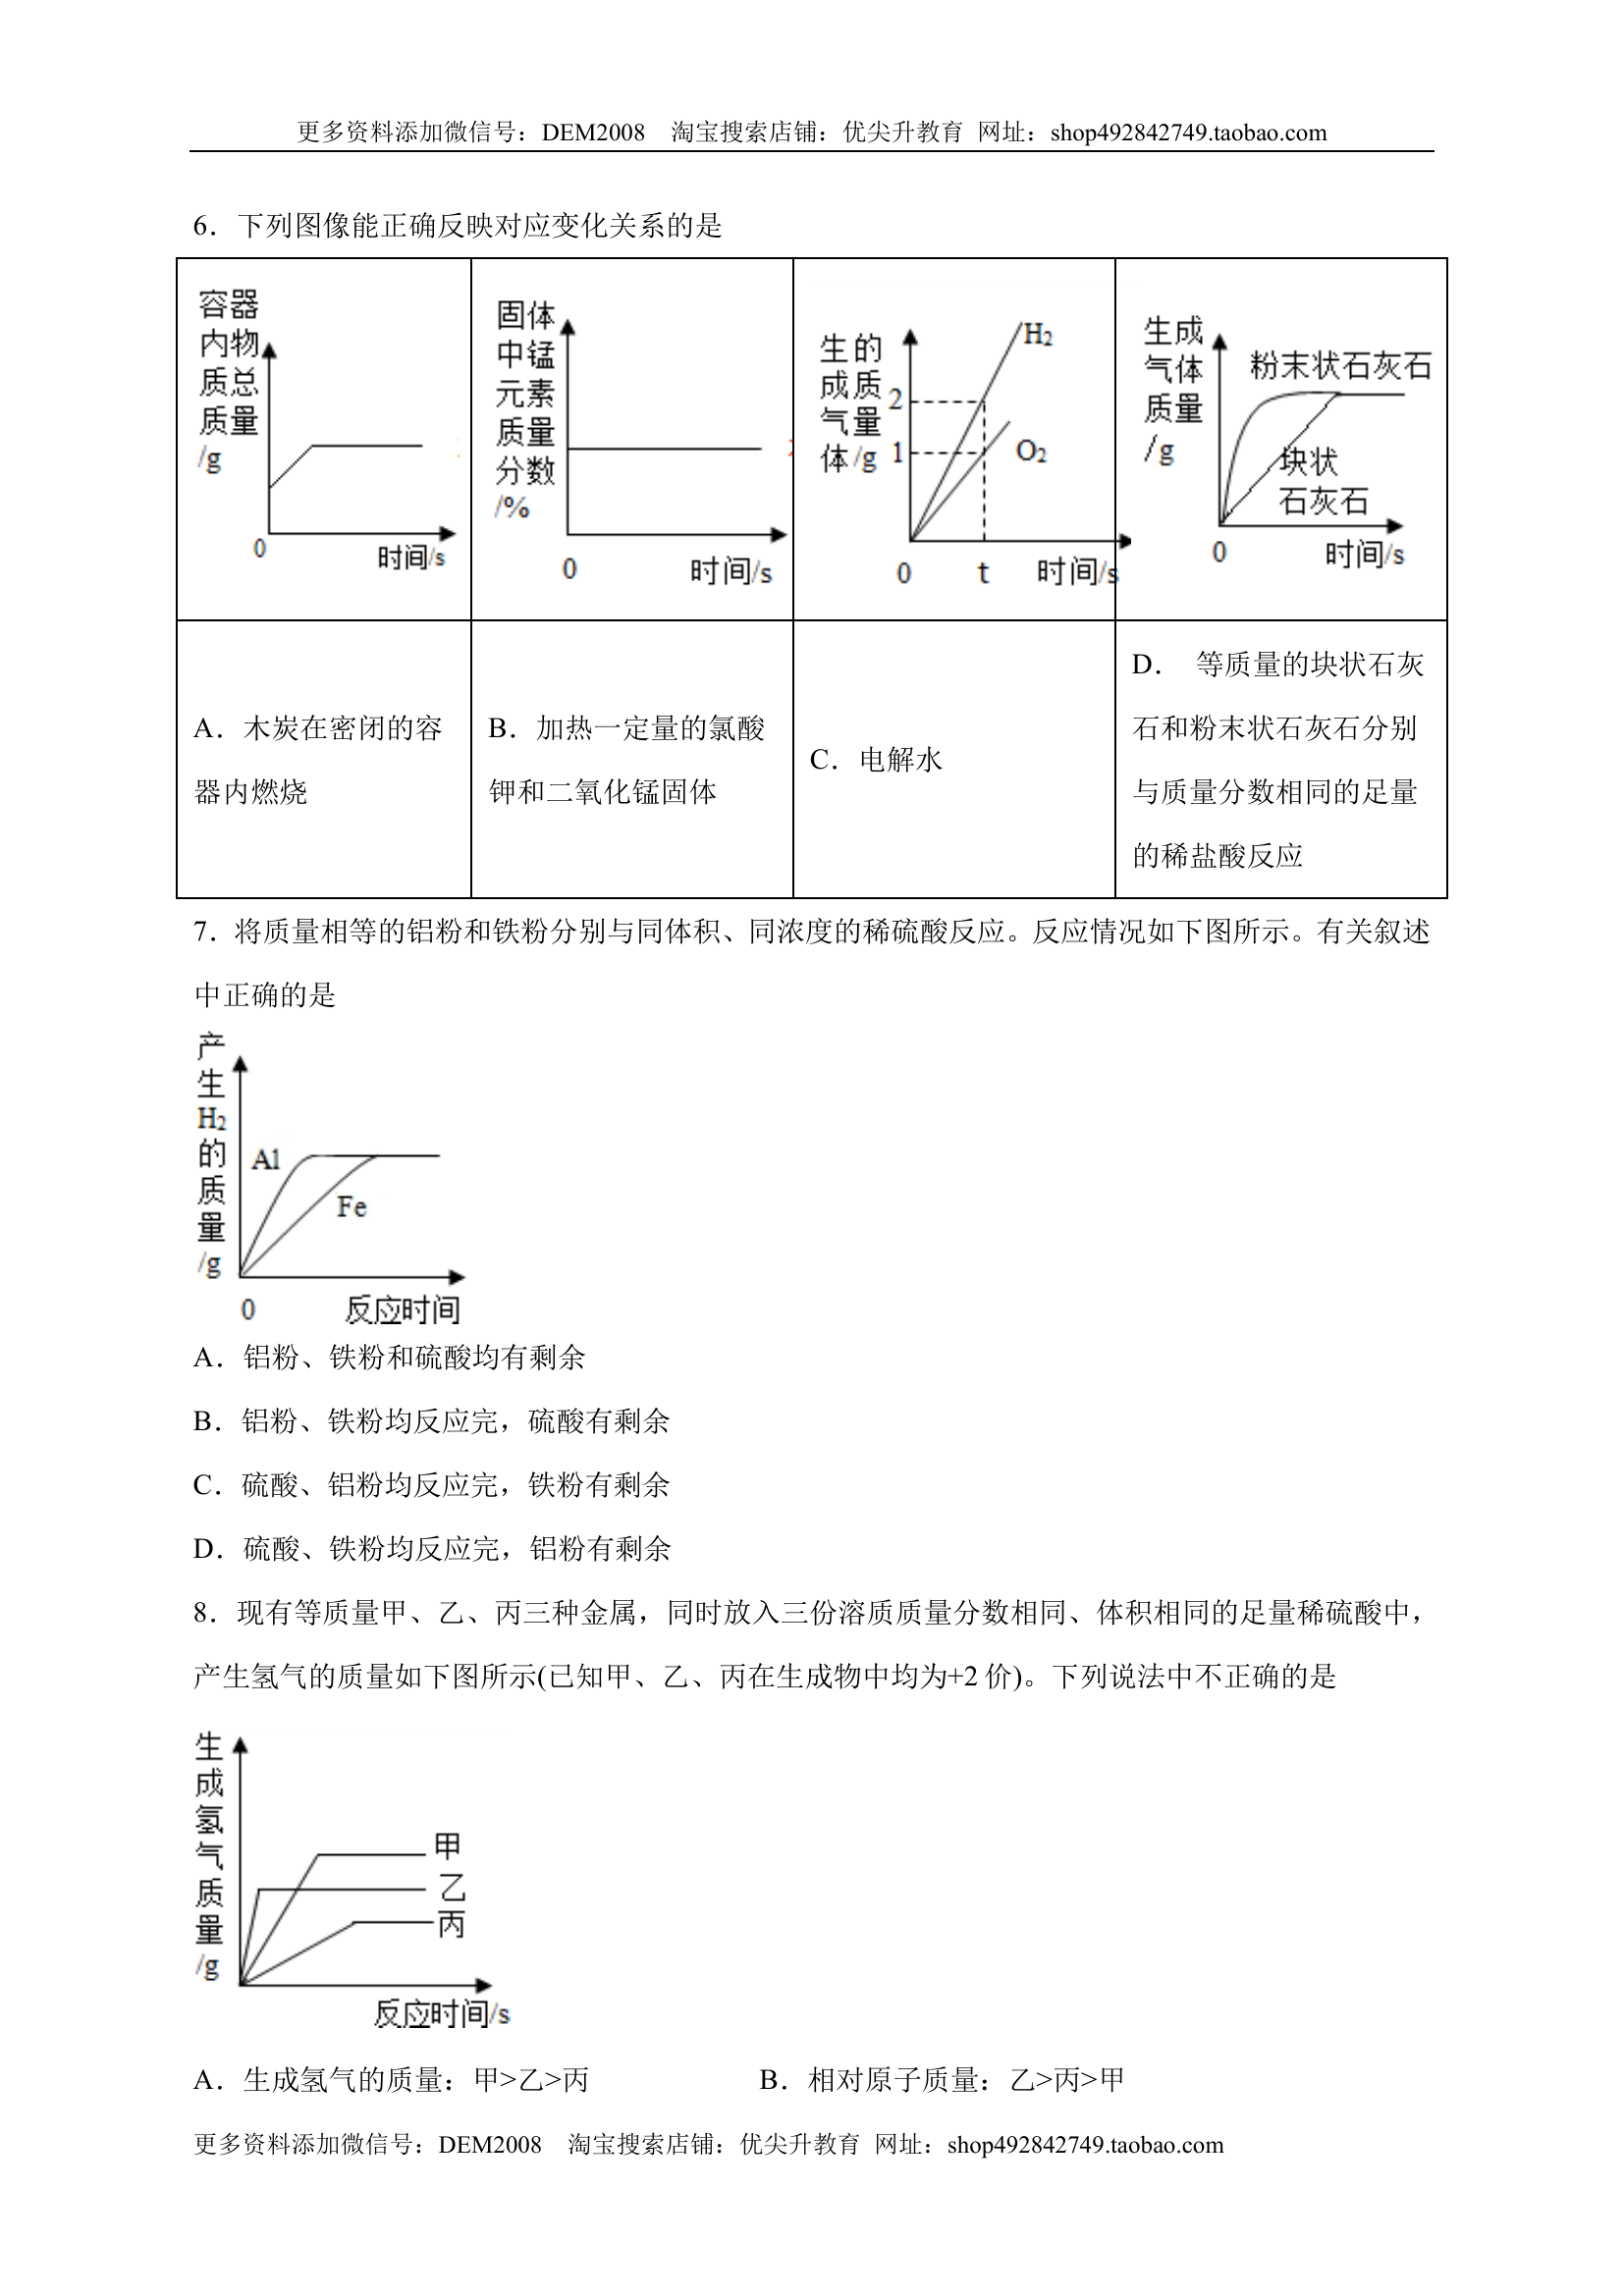 更多资料添加微信号：DEM2008    淘宝搜索店铺：优尖升教育  网址：shop492842749.taobao.com
6．下列图像能正确反映对应变化关系的是
容器
内物
质总
质量
/g
0
时间/s
固体
中锰
元素
质量
分数
/%
0
时间/s
生的
成质
气量
体/g
2
1
H2
O2
0
t
时间/s
生成
气体
质量
/g
粉末状石灰石
块状
石灰石
0
时间/s
A．木炭在密闭的容
器内燃烧
B．加热一定量的氯酸
钾和二氧化锰固体
C．电解水
D．  等质量的块状石灰
石和粉末状石灰石分别
与质量分数相同的足量
的稀盐酸反应
7．将质量相等的铝粉和铁粉分别与同体积、同浓度的稀硫酸反应。反应情况如下图所示。有关叙述
中正确的是
产
生
H2
的
质
量
/g
Al
Fe
0
反应时间
A．铝粉、铁粉和硫酸均有剩余
B．铝粉、铁粉均反应完，硫酸有剩余
C．硫酸、铝粉均反应完，铁粉有剩余
D．硫酸、铁粉均反应完，铝粉有剩余
8．现有等质量甲、乙、丙三种金属，同时放入三份溶质质量分数相同、体积相同的足量稀硫酸中，
产生氢气的质量如下图所示(已知甲、乙、丙在生成物中均为+2 价)。下列说法中不正确的是
生
成
氢
气
质
量
/g
甲
乙
丙
反应时间/s
A．生成氢气的质量：甲>乙>丙
B．相对原子质量：乙>丙>甲
更多资料添加微信号：DEM2008    淘宝搜索店铺：优尖升教育  网址：shop492842749.taobao.com